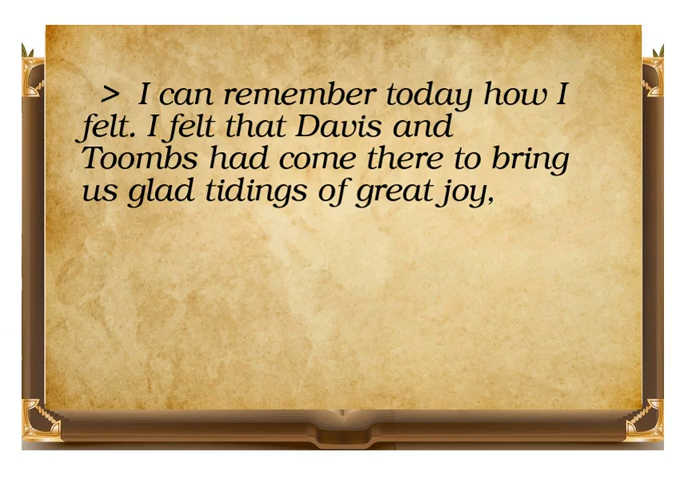 > I can remember today how I
felt. I felt that Davis and
Toombs had come there to bring
us glad tidings of great joy,